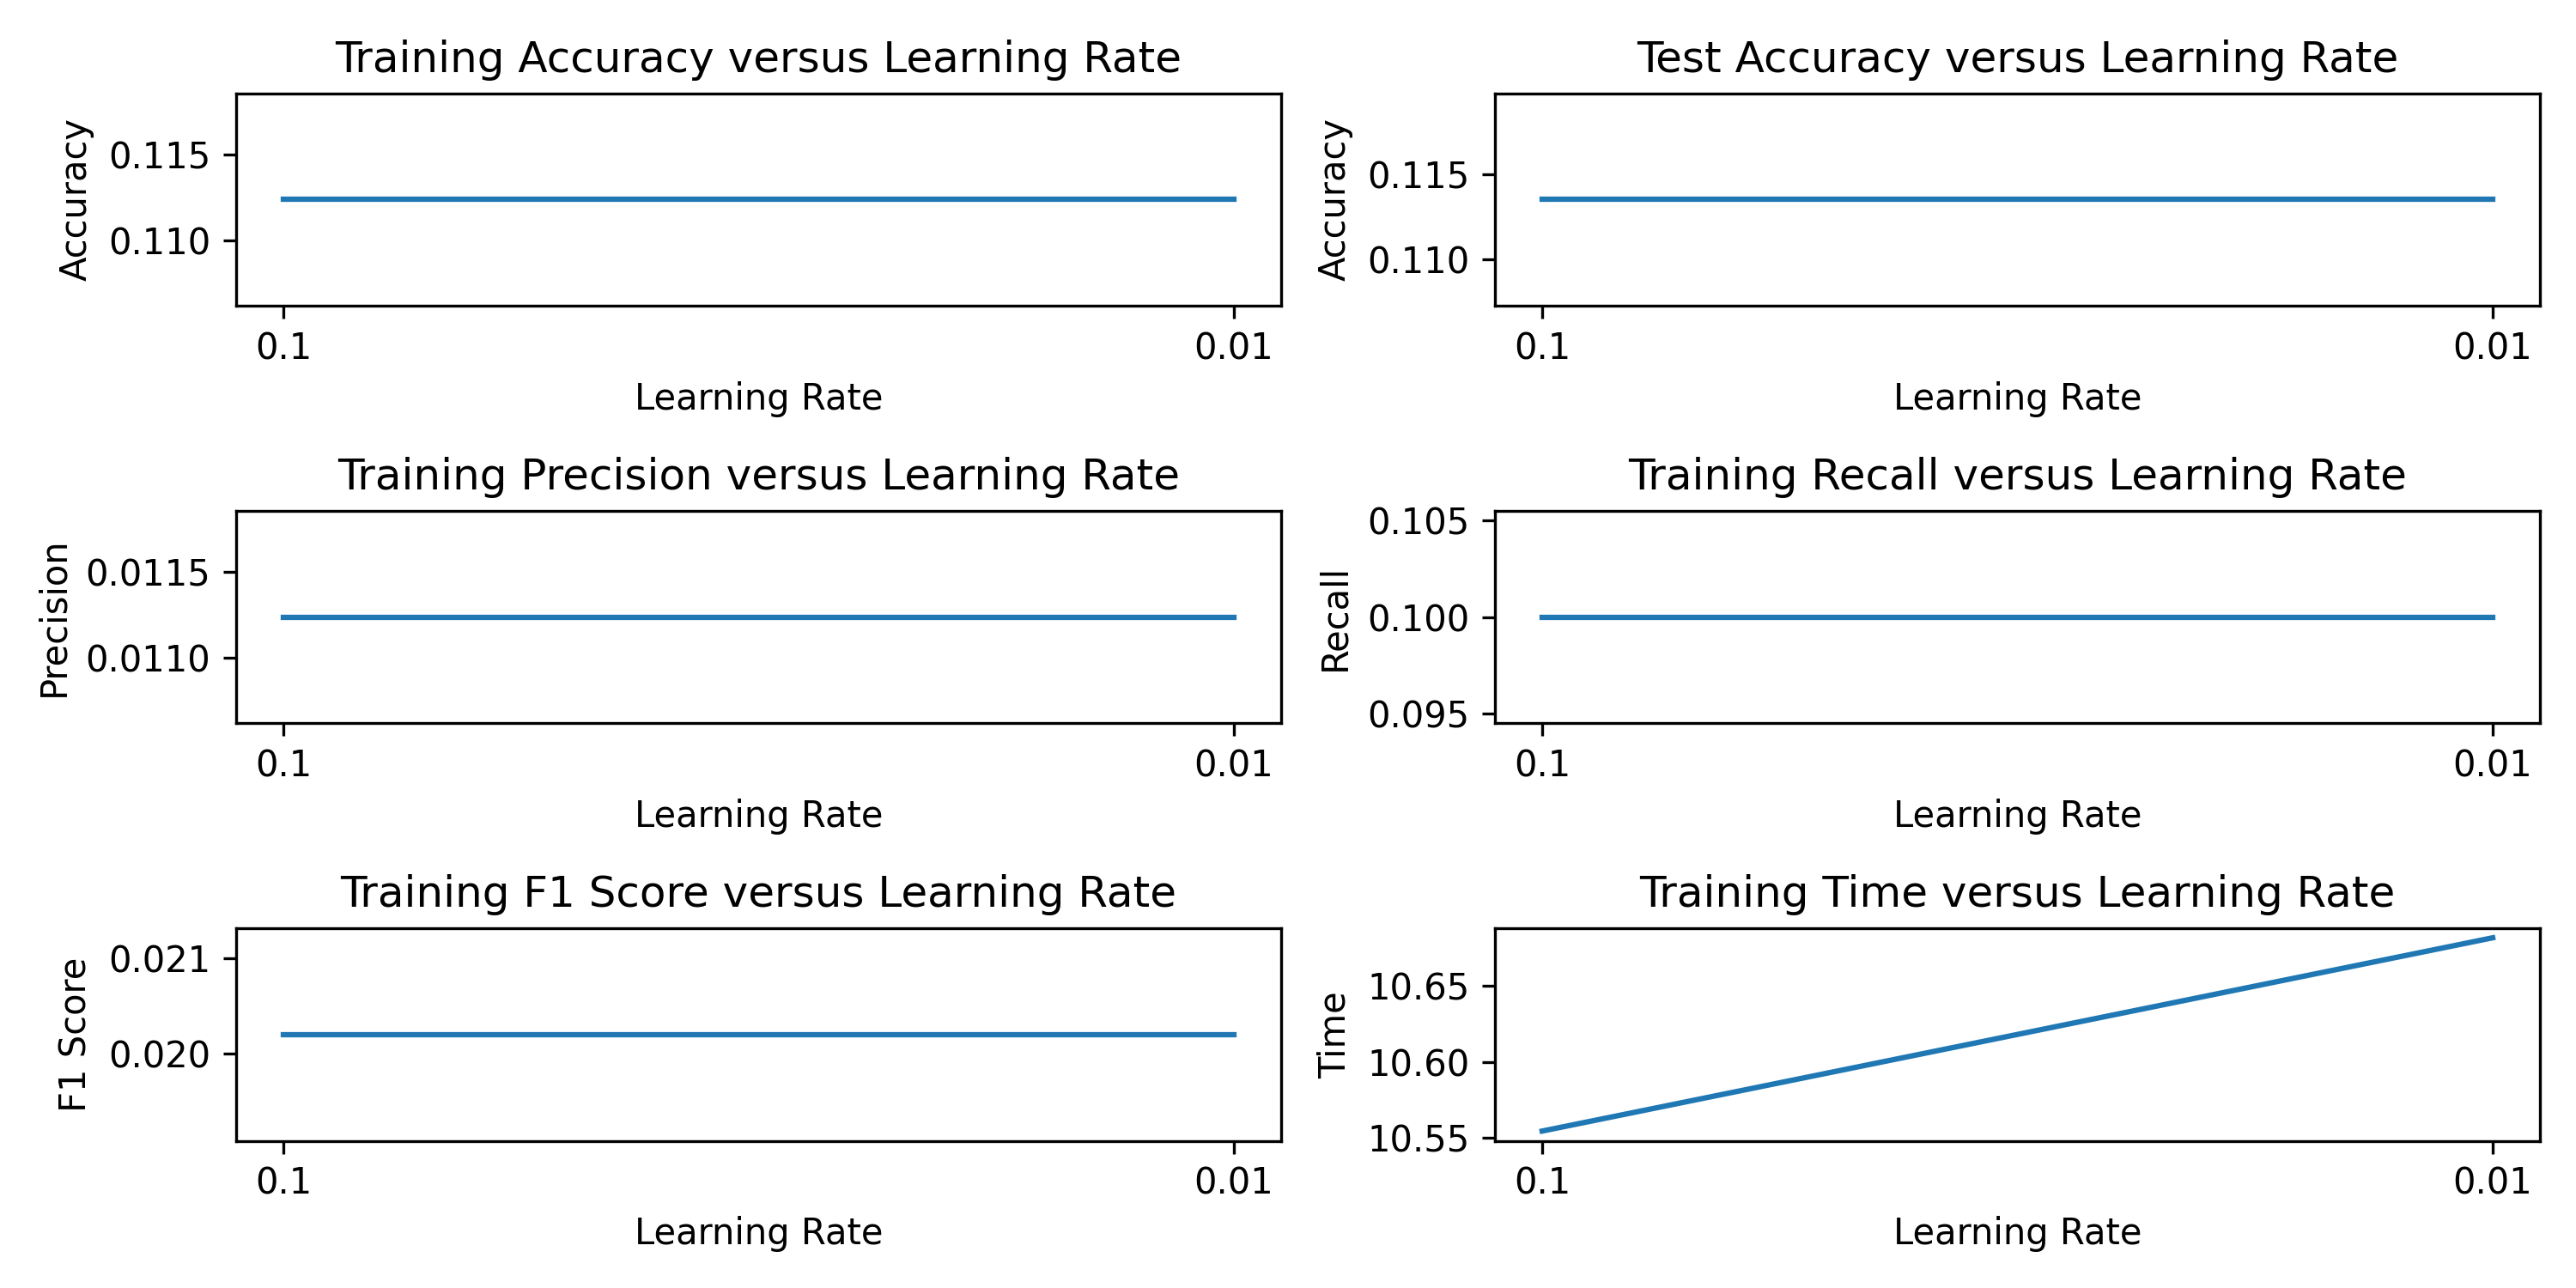 Training Accuracy versus Learning Rate
Accuracy
0.115
0.110
0.1
0.01
Learning Rate
Test Accuracy versus Learning Rate
Accuracy
0.115
0.110
0.1
0.01
Learning Rate
Training Precision versus Learning Rate
Precision
0.0115
0.0110
0.1
0.01
Learning Rate
Training Recall versus Learning Rate
Recall
0.105
0.100
0.095
0.1
0.01
Learning Rate
Training F1 Score versus Learning Rate
F1 Score
0.021
0.020
0.1
0.01
Learning Rate
Training Time versus Learning Rate
Time
10.65
10.60
10.55
0.1
0.01
Learning Rate